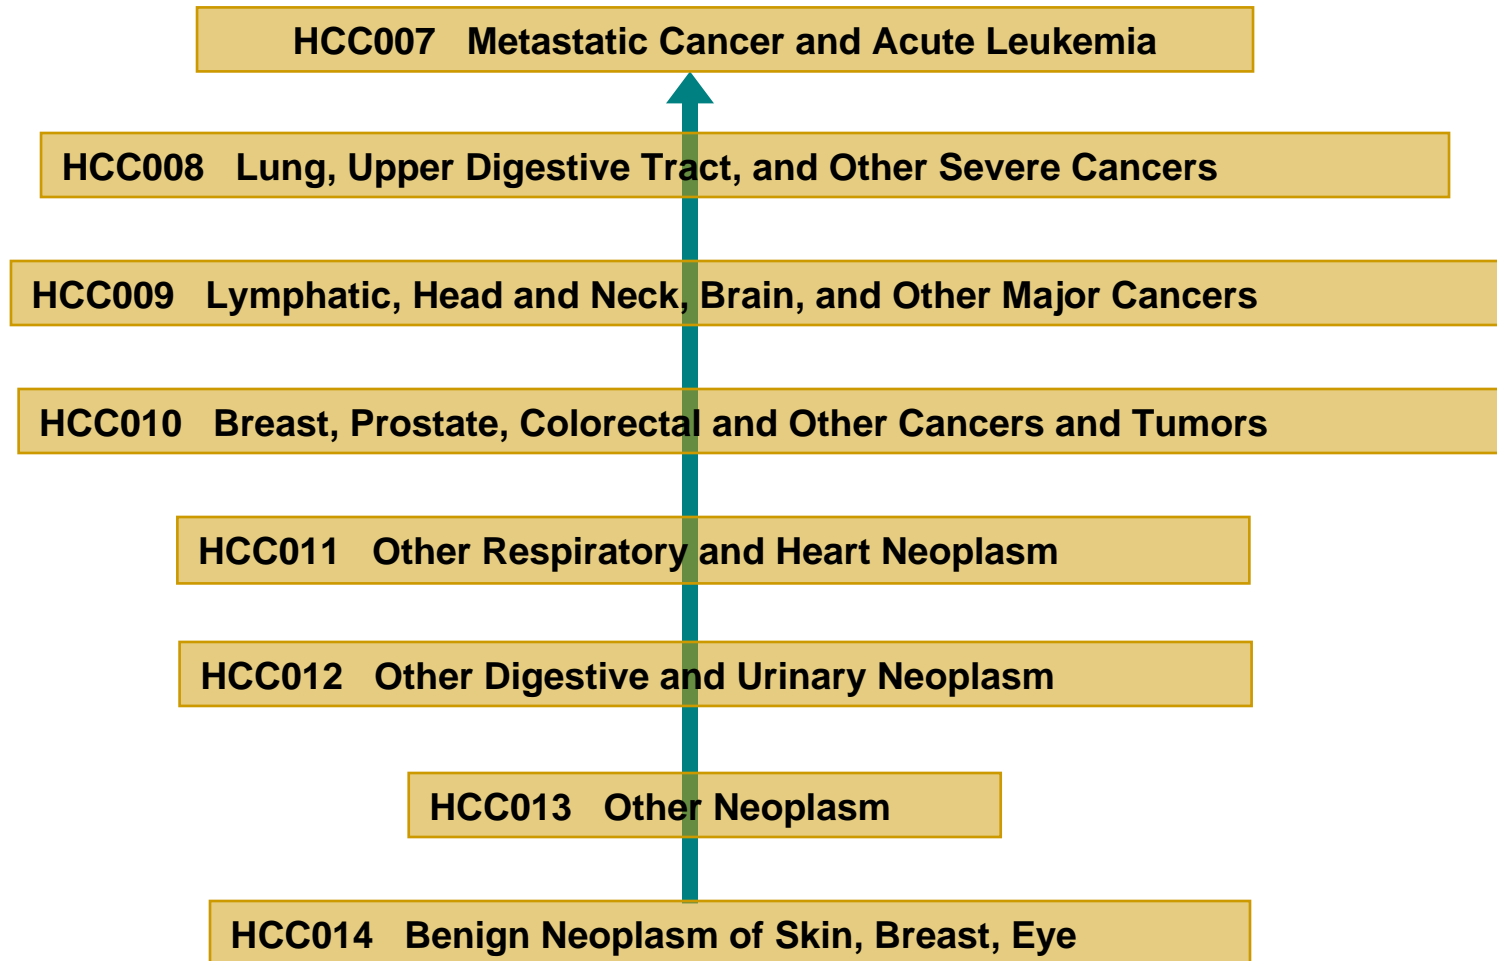 HCC007 Metastatic Cancer and Acute Leukemia
HCC008 Lung, Upper Digestive Tract, and Other Severe Cancers
HCC009 Lymphatic, Head and Neck, Brain, and Other Major Cancers
HCC010 Breast, Prostate, Colorectal and Other Cancers and Tumors
HCC011 Other Respiratory and Heart Neoplasm
HCC012 Other Digestive and Urinary Neoplasm
HCC013 Other Neoplasm
HCC014 Benign Neoplasm of Skin, Breast, Eye